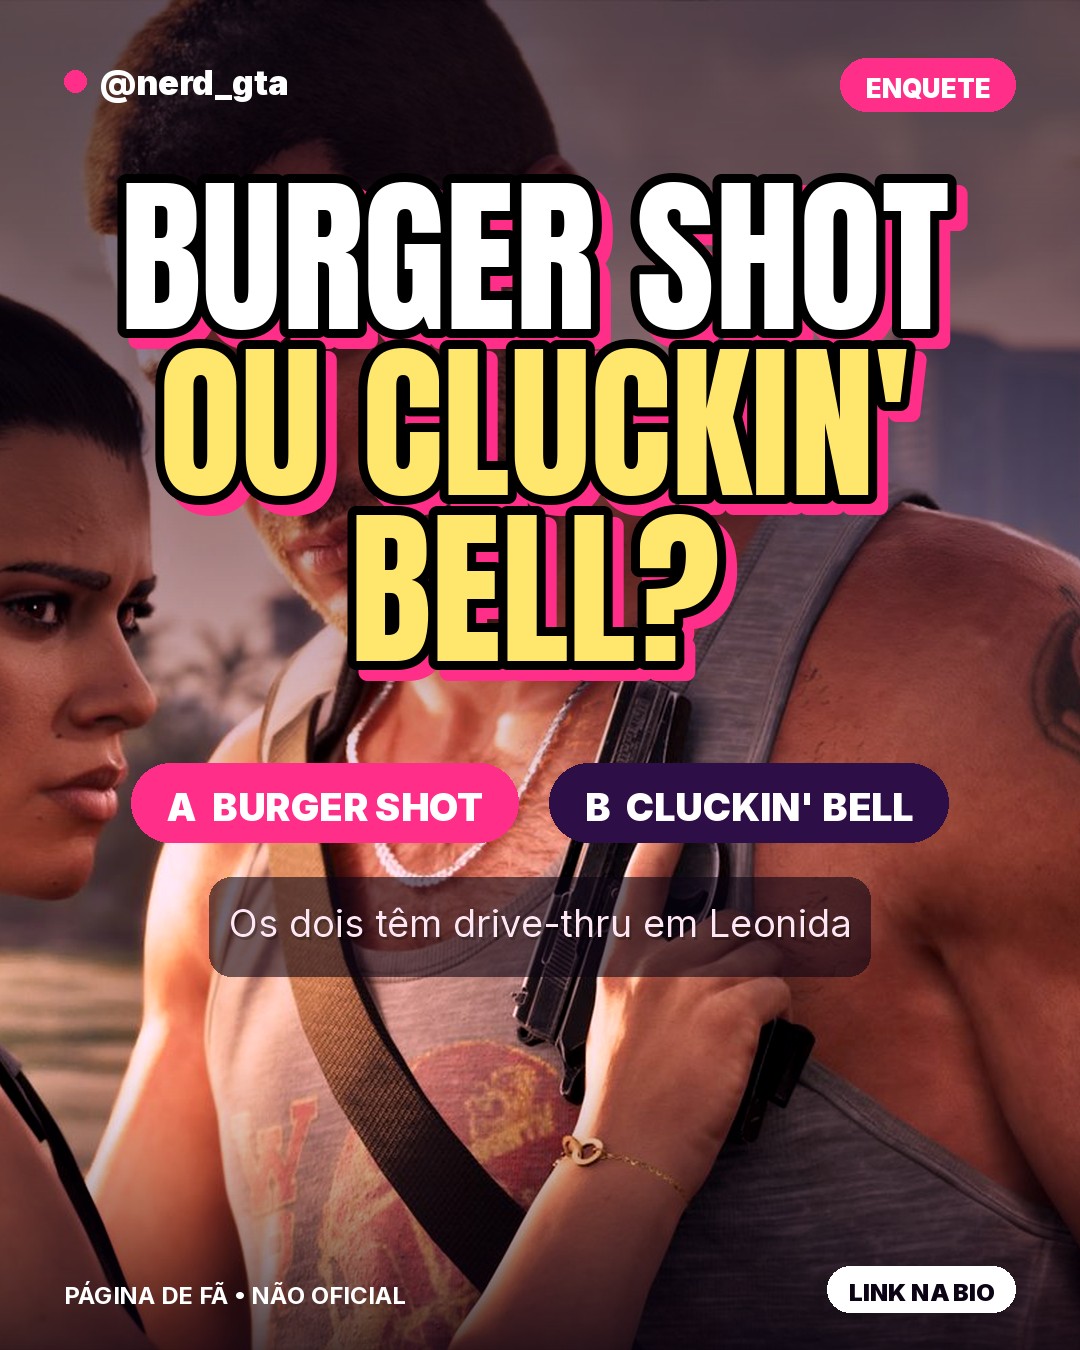 @nerd_gta
ENQUETE
BURGER SHOT
OU CLUCKIN'
BELL?
A BURGER SHOT
B CLUCKIN' BELL
Os dois têm drive-thru em Leonida
PÁGINA DE FÃ • NÃO OFICIAL
LINK NA BIO